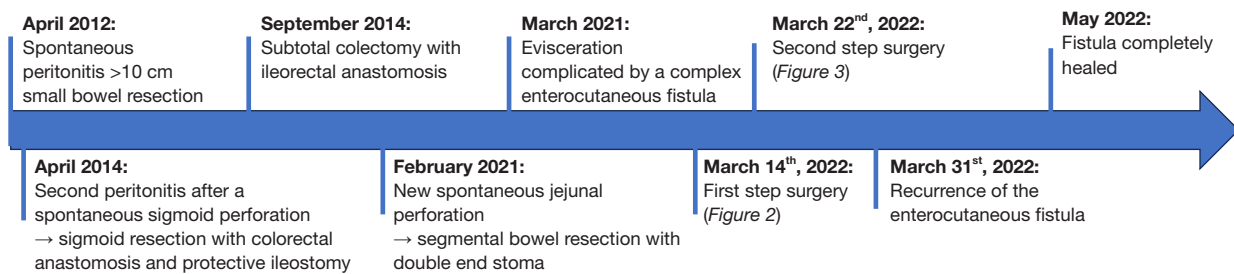 April 2012:
Spontaneous
peritonitis >10 cm
small bowel resection
September 2014:
Subtotal colectomy with
ileorectal anastomosis
March 2021:
Evisceration
complicated by a complex
enterocutaneous fistula
March 22nd, 2022:
Second step surgery
(Figure 3)
May 2022:
Fistula completely
healed
April 2014:
Second peritonitis after a
spontaneous sigmoid perforation
→ sigmoid resection with colorectal
anastomosis and protective ileostomy
February 2021:
New spontaneous jejunal
perforation
→ segmental bowel resection with
double end stoma
March 14th, 2022:
First step surgery
(Figure 2)
March 31st, 2022:
Recurrence of the
enterocutaneous fistula